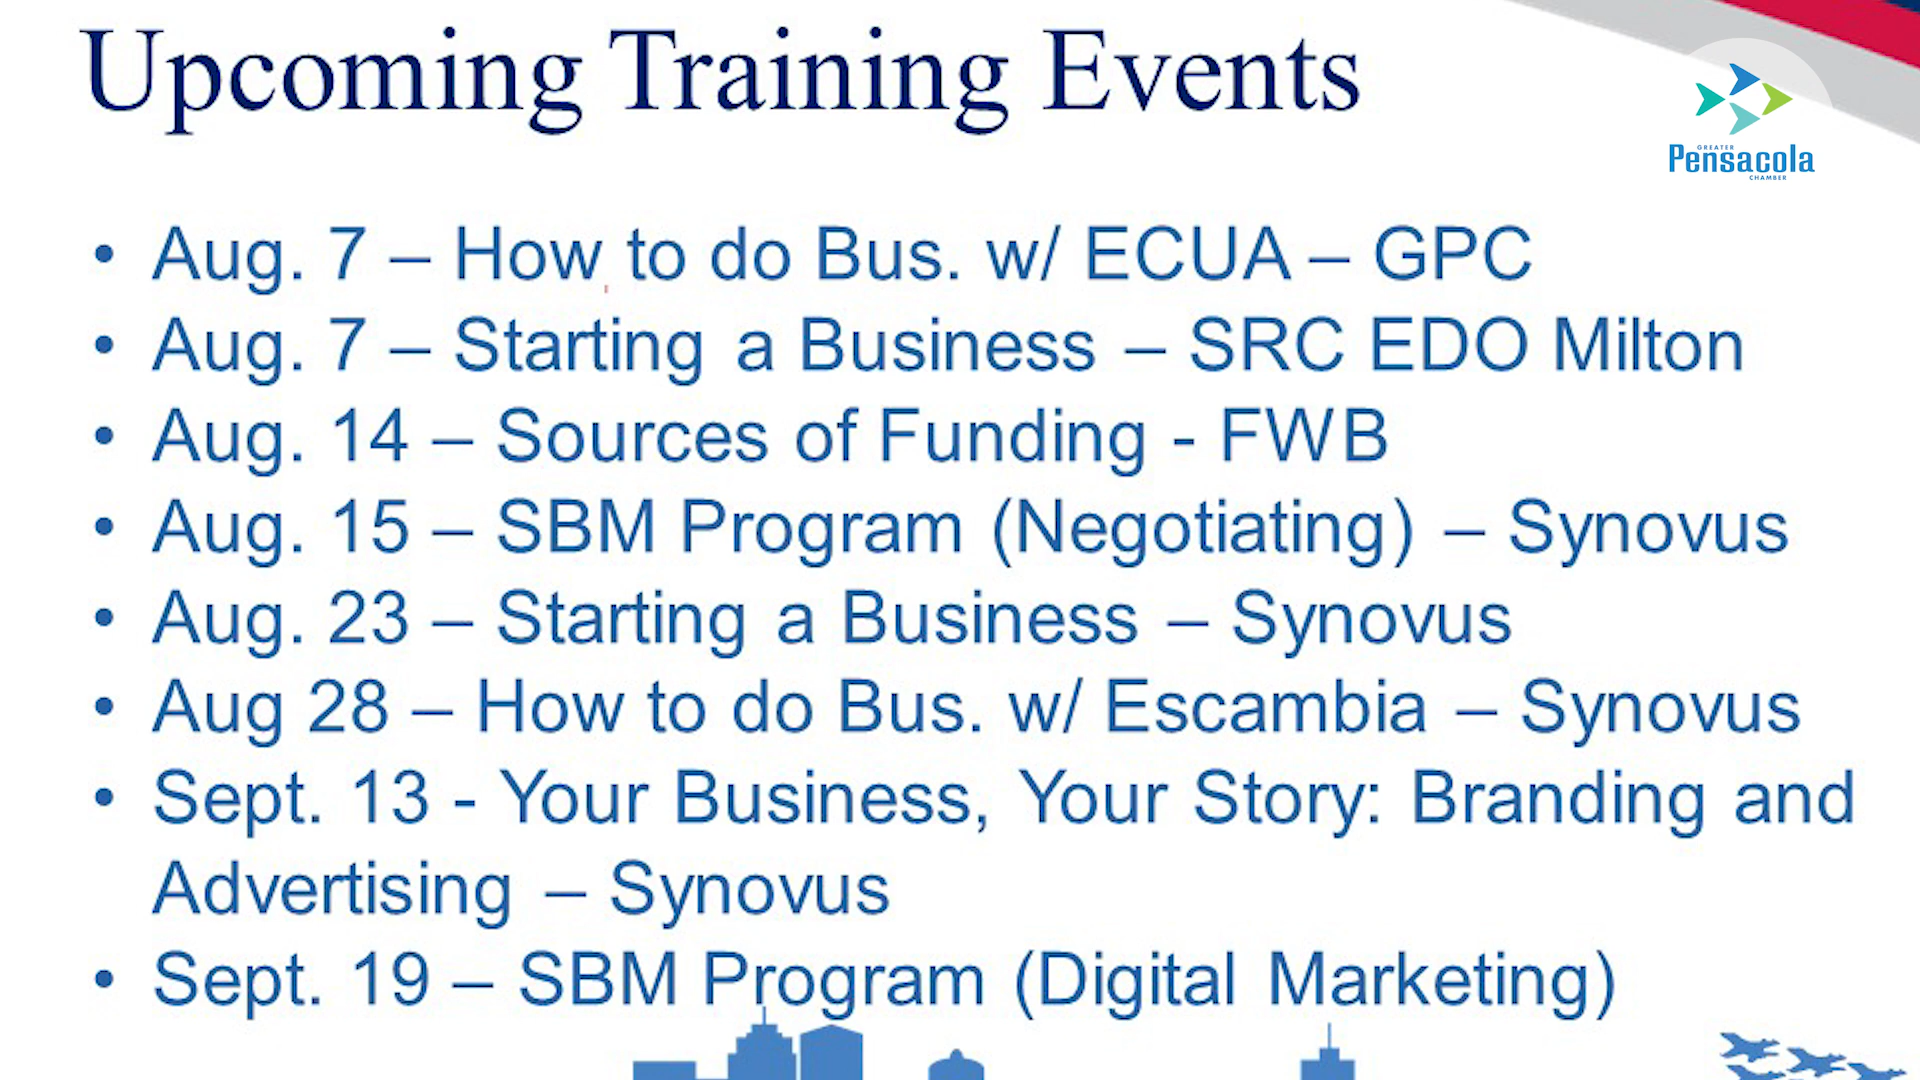 Upcoming Training Events
GREATER
Pensacola
CHAMBER
• Aug. 7 – How to do Bus. w/ ECUA – GPC
• Aug. 7 – Starting a Business – SRC EDO Milton
• Aug. 14 – Sources of Funding - FWB
• Aug. 15 – SBM Program (Negotiating) – Synovus
• Aug. 23 – Starting a Business – Synovus
• Aug 28 – How to do Bus. w/ Escambia – Synovus
• Sept. 13 - Your Business, Your Story: Branding and
Advertising – Synovus
• Sept. 19 – SBM Program (Digital Marketing)